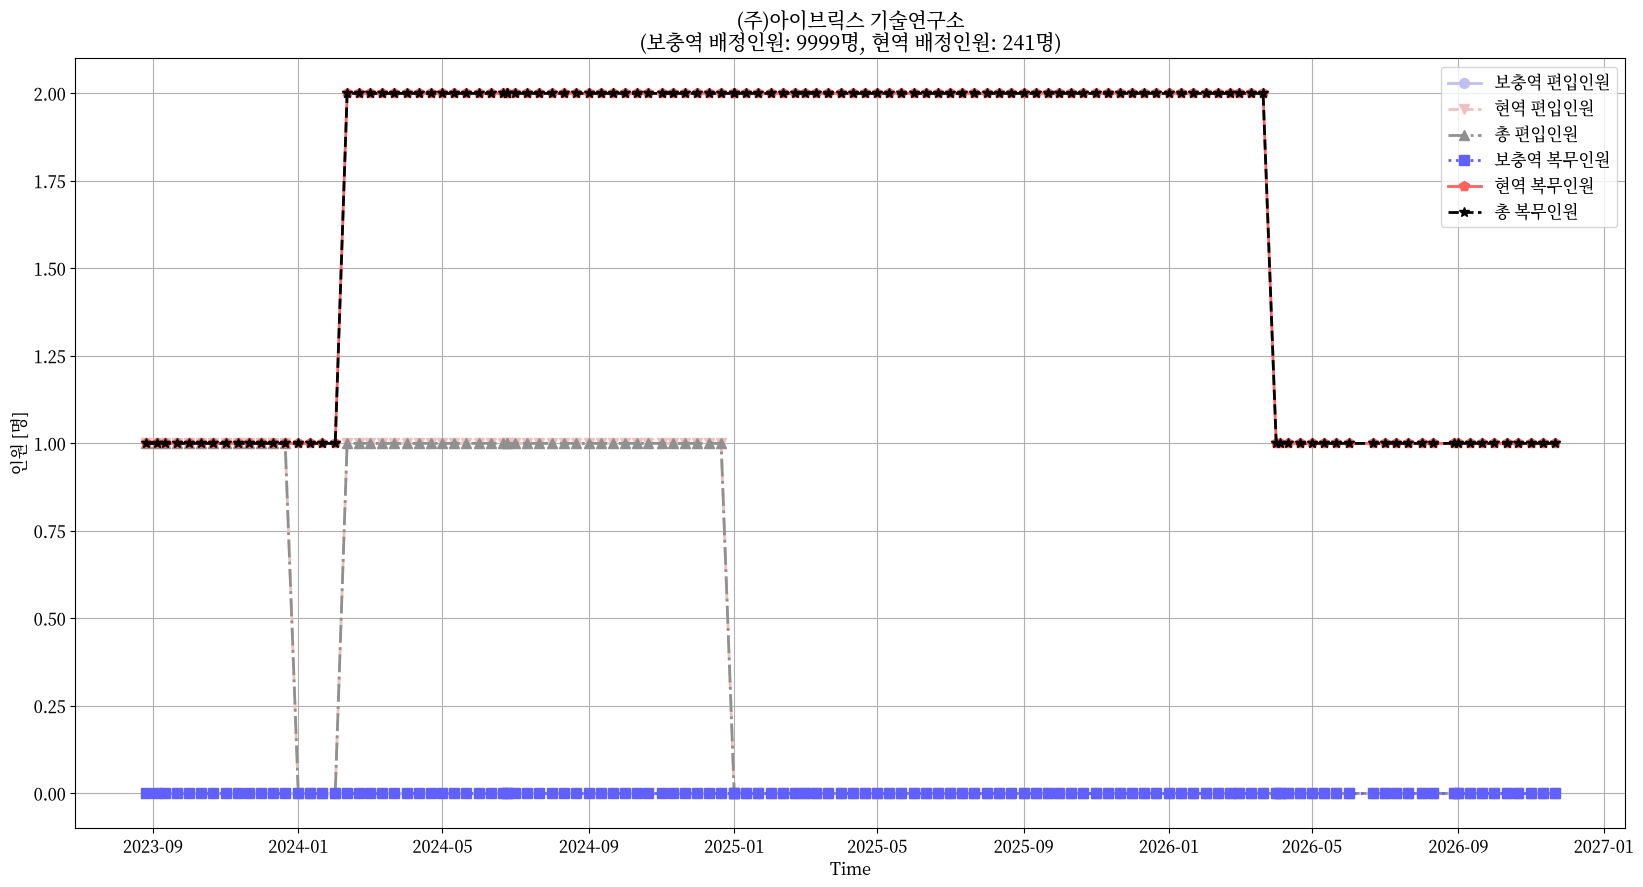 (주)아이브릭스 기술연구소
(보충역 배정인원: 9999명, 현역 배정인원: 241명)
보충역 편입인원
현역 편입인원
총 편입인원
보충역 복무인원
현역 복무인원
총 복무인원
인원 [명]
2.00
1.75
1.50
1.25
1.00
0.75
0.50
0.25
0.00
2023-09
2024-01
2024-05
2024-09
2025-01
2025-05
2025-09
2026-01
2026-05
2026-09
2027-01
Time